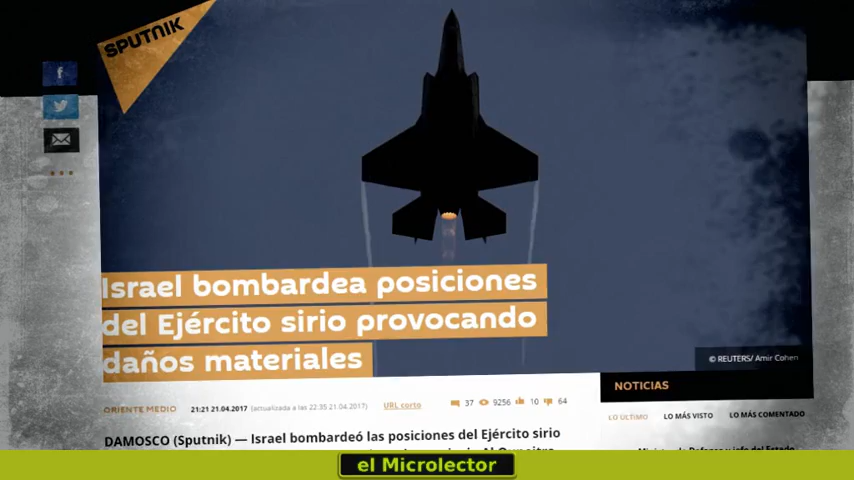 SPUTNIK
Israel bombardea posiciones
del Ejército sirio provocando
daños materiales
© REUTERS/ Amir Cohen
NOTICIAS
ORIENTE MEDIO 21:21 21.04.2017 (actualizada a las 22:35 21.04.2017) URL corto 37 9256 10 64
LO ÚLTIMO LO MÁS VISTO LO MÁS COMENTADO
DAMOSCO (Sputnik) — Israel bombardeó las posiciones del Ejército sirio
el Microlector